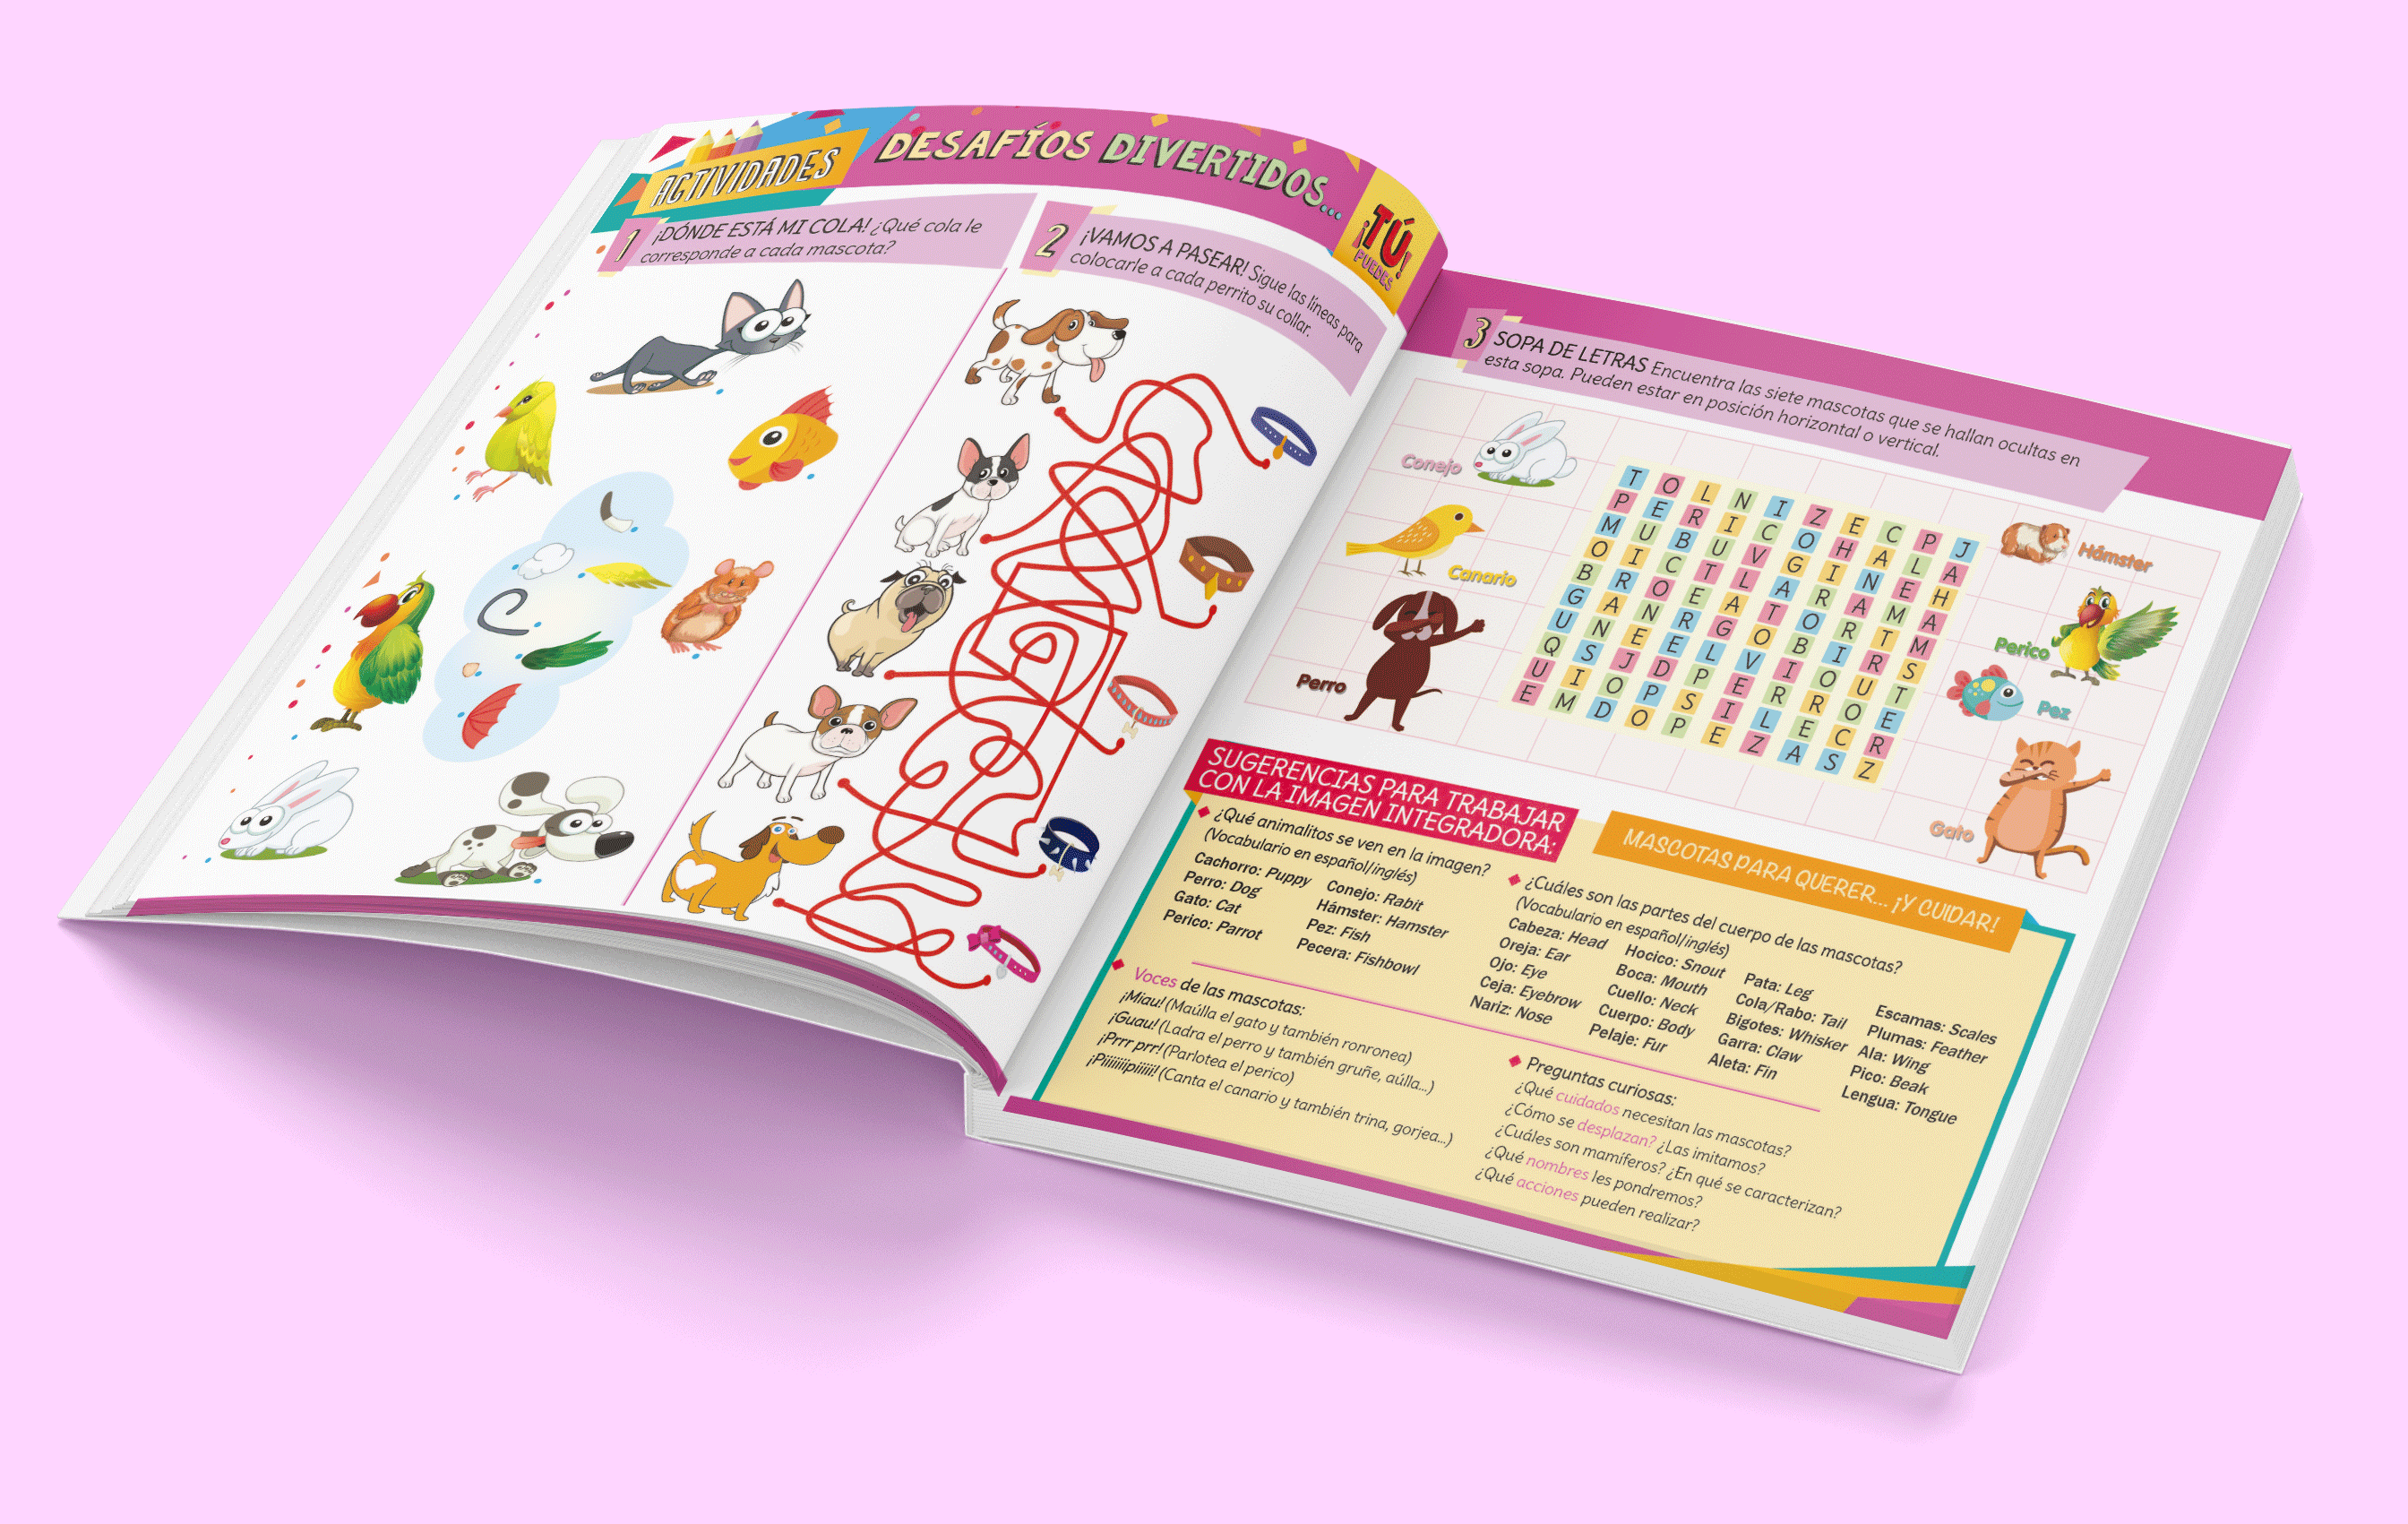 ACTIVIDADES
DESAFÍOS DIVERTIDOS...
¡TÚ!
PUEDES
1 ¡DÓNDE ESTÁ MI COLA! ¿Qué cola le
corresponde a cada mascota?
2 ¡VAMOS A PASEAR! Sigue las líneas para
colocarle a cada perrito su collar.
3 SOPA DE LETRAS Encuentra las siete mascotas que se hallan ocultas en
esta sopa. Pueden estar en posición horizontal o vertical.
Conejo
Canario
Perro
T O L N I Z E C P J
P E R I C O H A L A
M U B U V G I N E H
O I C T L A R A M A
B R O E A T O R T M
G A N R G O B I R S
U N E E L V I O U T
Q S J D P E R R O E
U I O P S I L E C R
E M D O P E Z A S Z
Hámster
Perico
Pez
Gato
SUGERENCIAS PARA TRABAJAR
CON LA IMAGEN INTEGRADORA:
MASCOTAS PARA QUERER... ¡Y CUIDAR!
¿Qué animalitos se ven en la imagen?
(Vocabulario en español/inglés)
Cachorro: Puppy
Perro: Dog
Gato: Cat
Perico: Parrot
Conejo: Rabit
Hámster: Hamster
Pez: Fish
Pecera: Fishbowl
Voces de las mascotas:
¡Miau! (Maúlla el gato y también ronronea)
¡Guau! (Ladra el perro y también gruñe, aúlla...)
¡Prrr prr! (Parlotea el perico)
¡Piiiiiiipiiiii! (Canta el canario y también trina, gorjea...)
¿Cuáles son las partes del cuerpo de las mascotas?
(Vocabulario en español/inglés)
Cabeza: Head
Oreja: Ear
Ojo: Eye
Ceja: Eyebrow
Nariz: Nose
Hocico: Snout
Boca: Mouth
Cuello: Neck
Cuerpo: Body
Pelaje: Fur
Pata: Leg
Cola/Rabo: Tail
Bigotes: Whisker
Garra: Claw
Aleta: Fin
Escamas: Scales
Plumas: Feather
Ala: Wing
Pico: Beak
Lengua: Tongue
Preguntas curiosas:
¿Qué cuidados necesitan las mascotas?
¿Cómo se desplazan? ¿Las imitamos?
¿Cuáles son mamíferos? ¿En qué se caracterizan?
¿Qué nombres les pondremos?
¿Qué acciones pueden realizar?